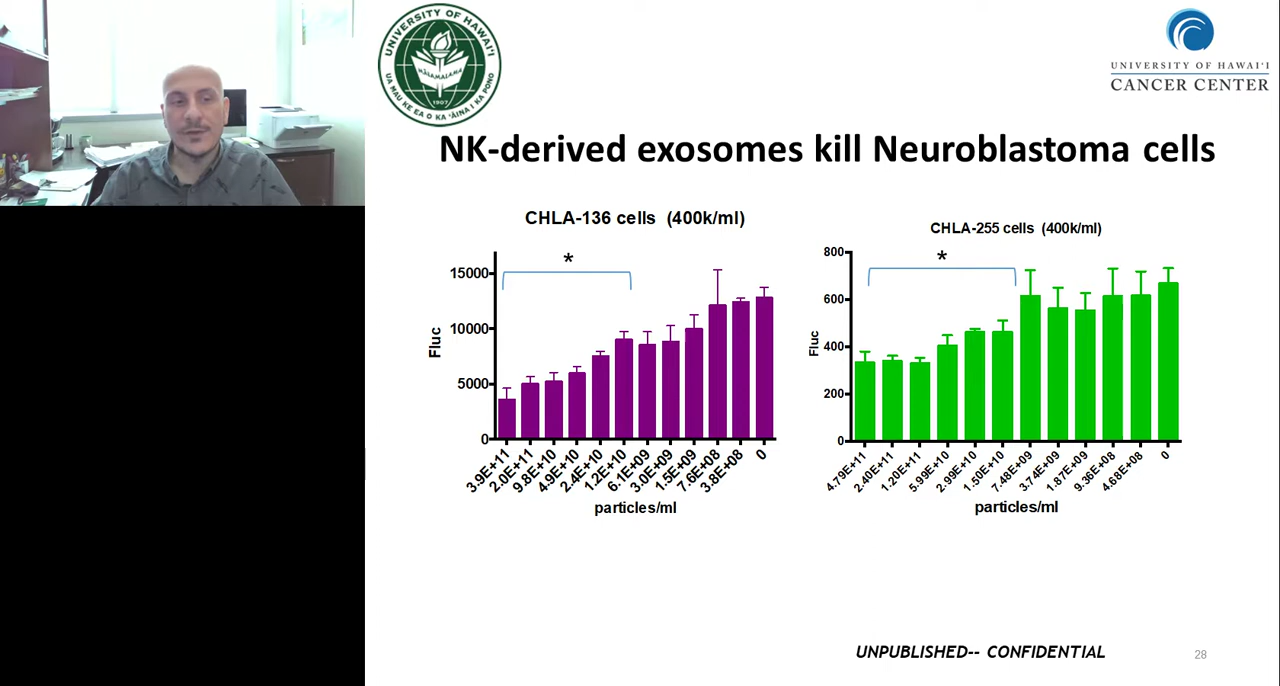 UNIVERSITY OF HAWAI'I
MĀLAMALAMA
1907
UA MAU KE EA O KA 'ĀINA I KA PONO
UNIVERSITY OF HAWAI'I
CANCER CENTER
NK-derived exosomes kill Neuroblastoma cells
CHLA-136 cells (400k/ml)
*
Fluc
15000
10000
5000
0
3.9E+11
2.0E+11
9.8E+10
4.9E+10
2.4E+10
1.2E+10
6.1E+09
3.0E+09
1.5E+09
7.6E+08
3.8E+08
0
particles/ml
CHLA-255 cells (400k/ml)
*
Fluc
800
600
400
200
0
4.79E+11
2.40E+11
1.20E+11
5.99E+10
2.99E+10
1.50E+10
7.48E+09
3.74E+09
1.87E+09
9.36E+08
4.68E+08
0
particles/ml
UNPUBLISHED-- CONFIDENTIAL
28